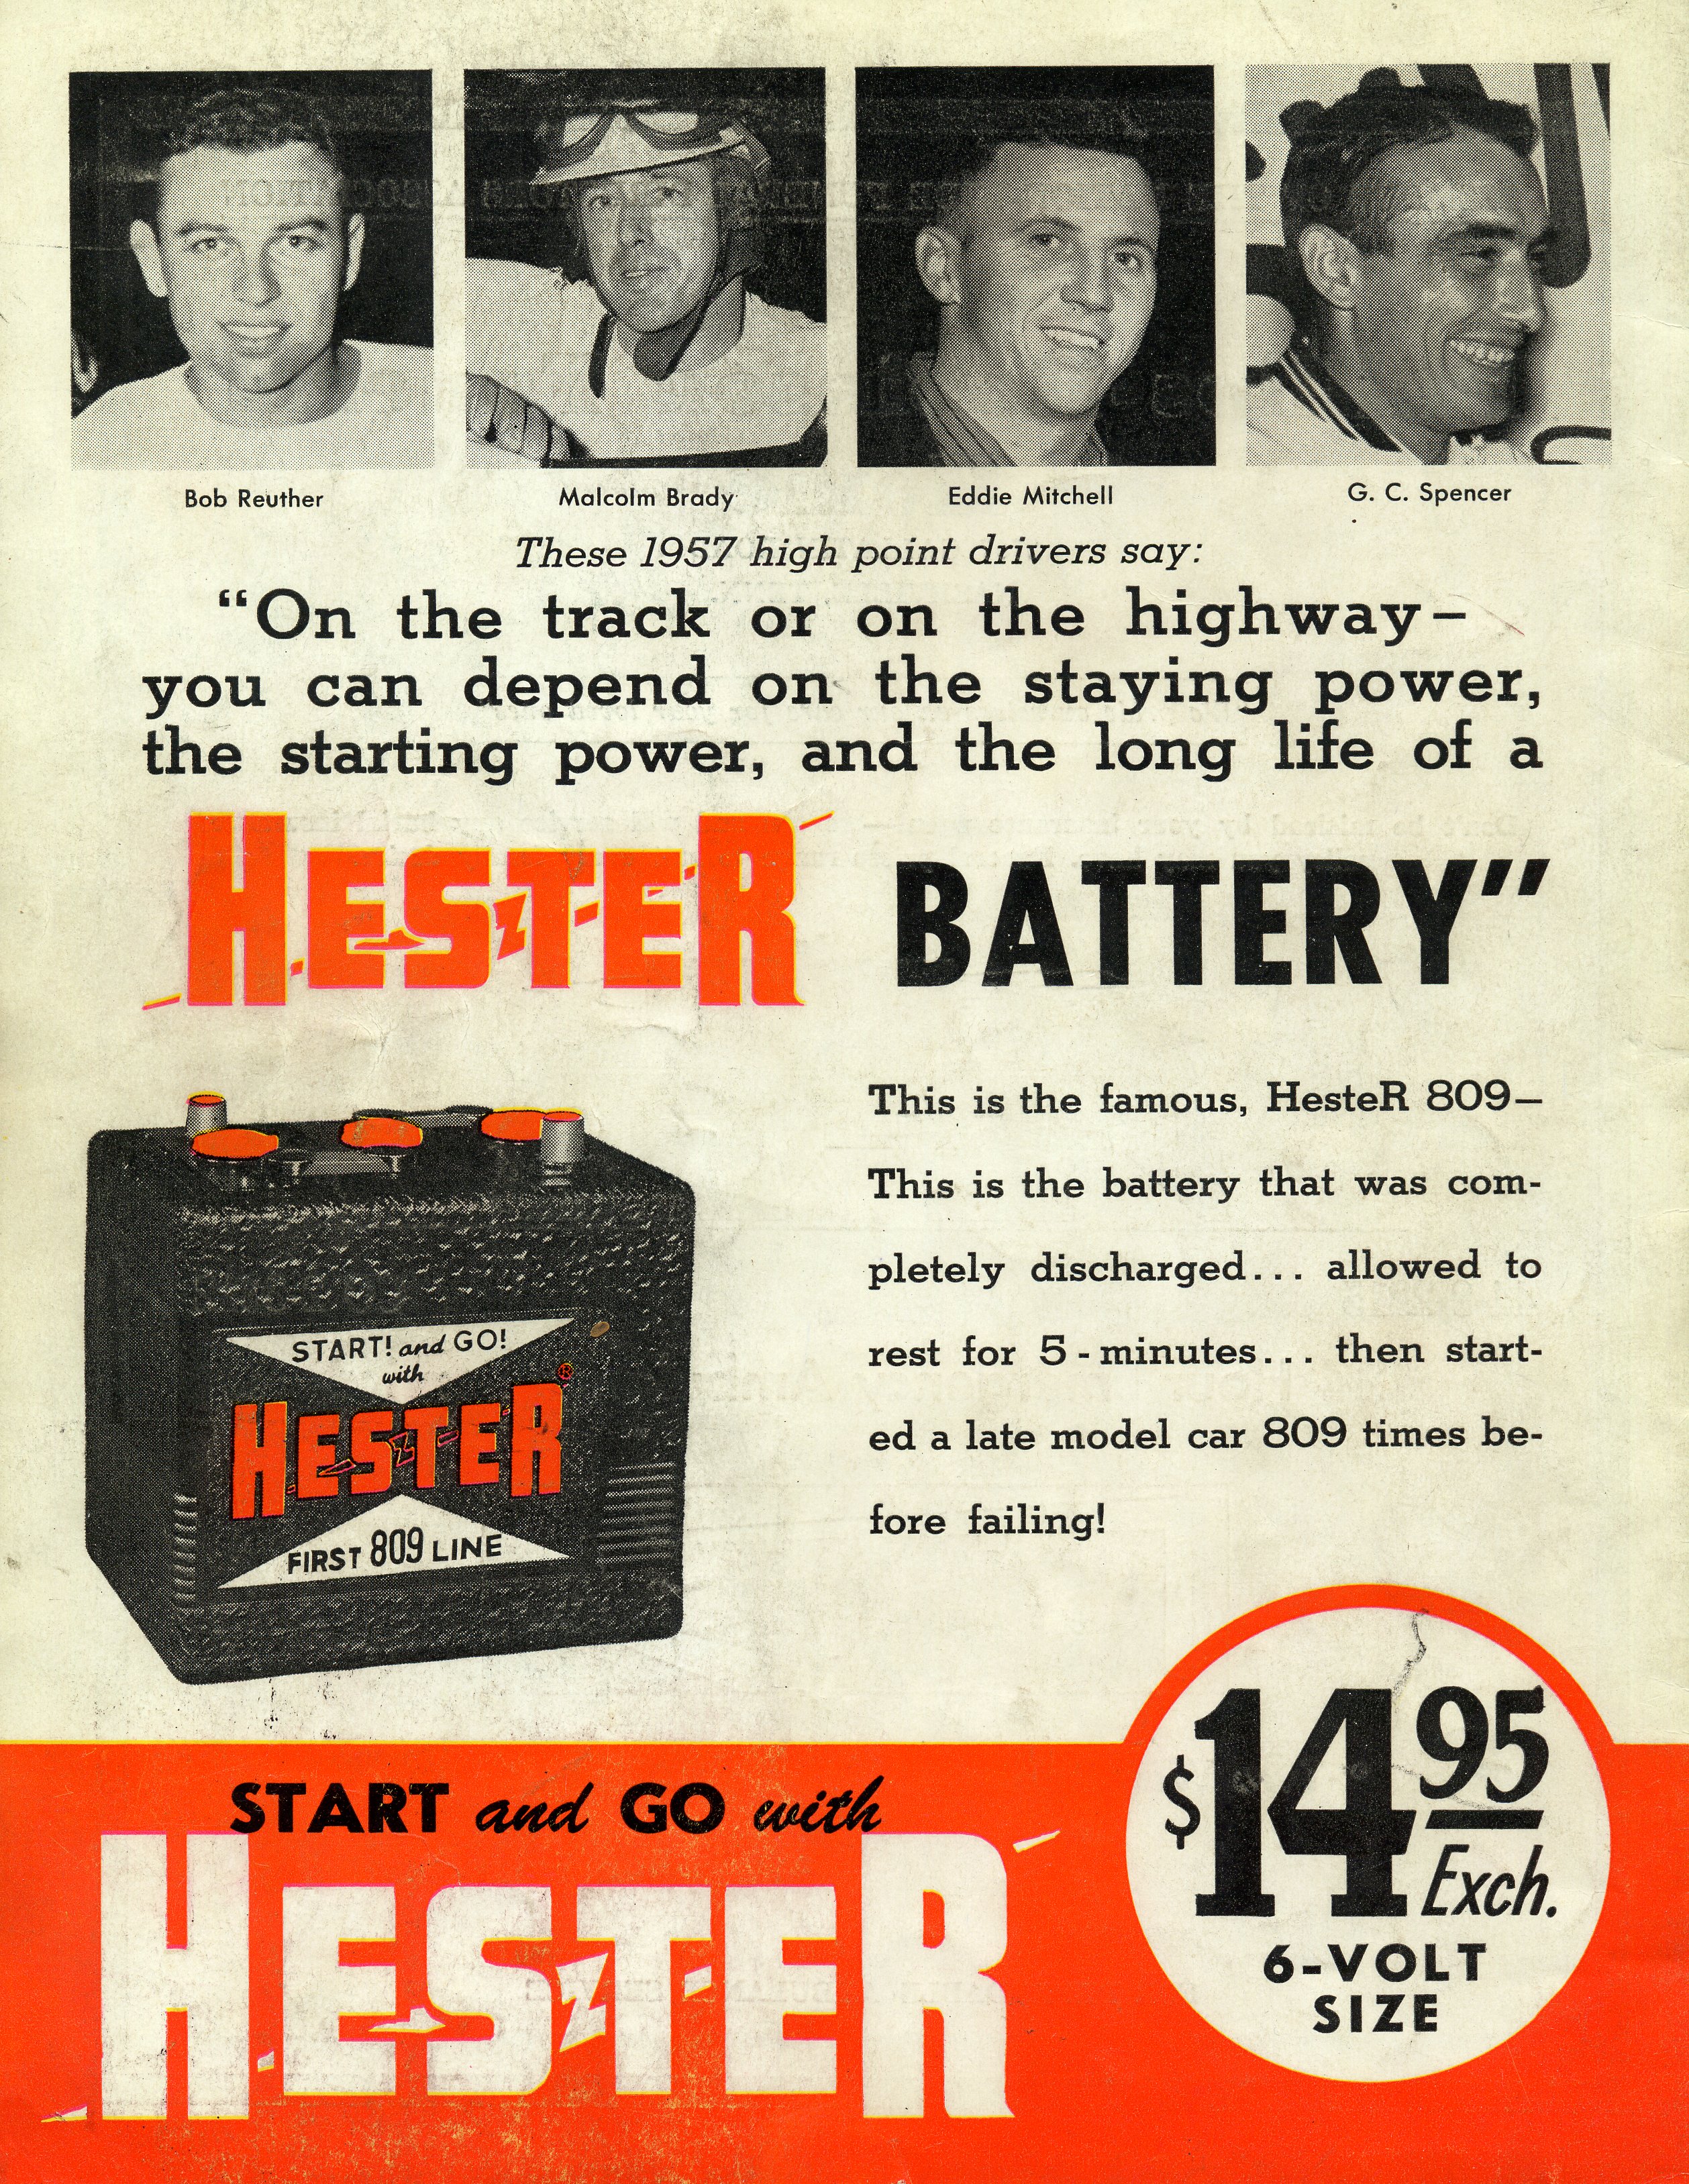 Bob Reuther
Malcolm Brady
Eddie Mitchell
G. C. Spencer
These 1957 high point drivers say:
“On the track or on the highway–
you can depend on the staying power,
the starting power, and the long life of a
HESTER BATTERY”
This is the famous, HesteR 809–
This is the battery that was com-
pletely discharged... allowed to
rest for 5-minutes... then start-
ed a late model car 809 times be-
fore failing!
START! and GO!
with
HESTER®
FIRST 809 LINE
START and GO with
HESTER
$14 95
Exch.
6-VOLT
SIZE